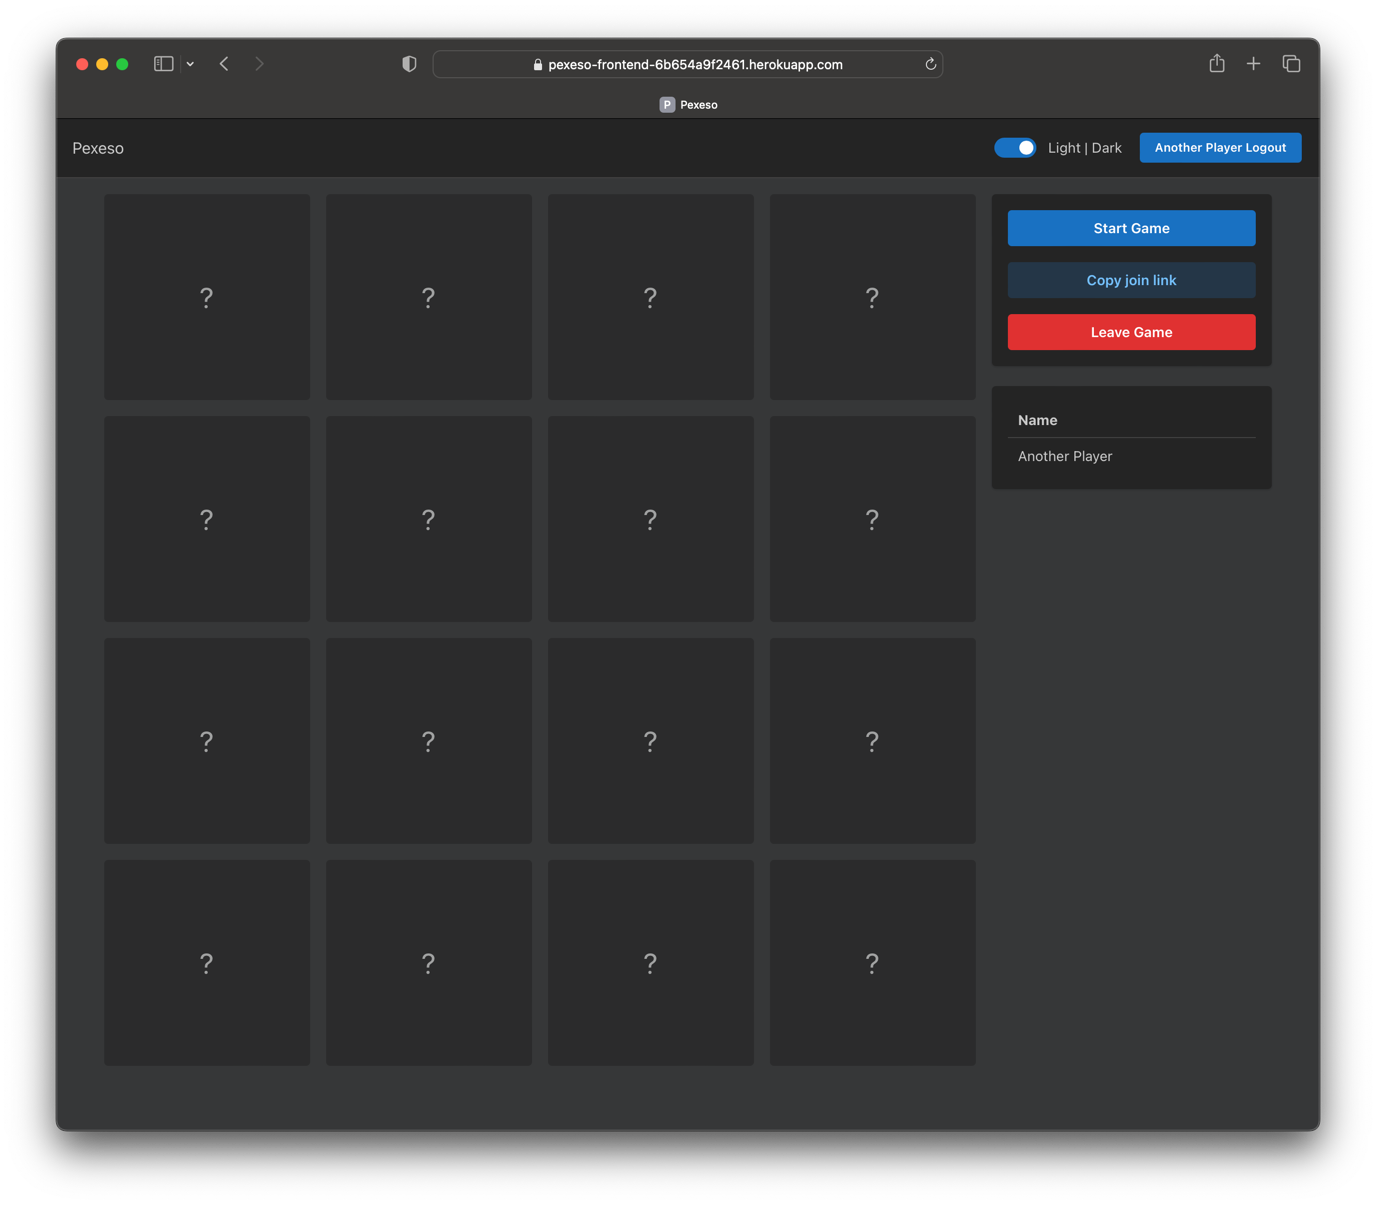 pexeso-frontend-6b654a9f2461.herokuapp.com
P Pexeso
Pexeso
Light | Dark
Another Player Logout
? ? ? ?
Start Game
Copy join link
Leave Game
Name
Another Player
? ? ? ?
? ? ? ?
? ? ? ?